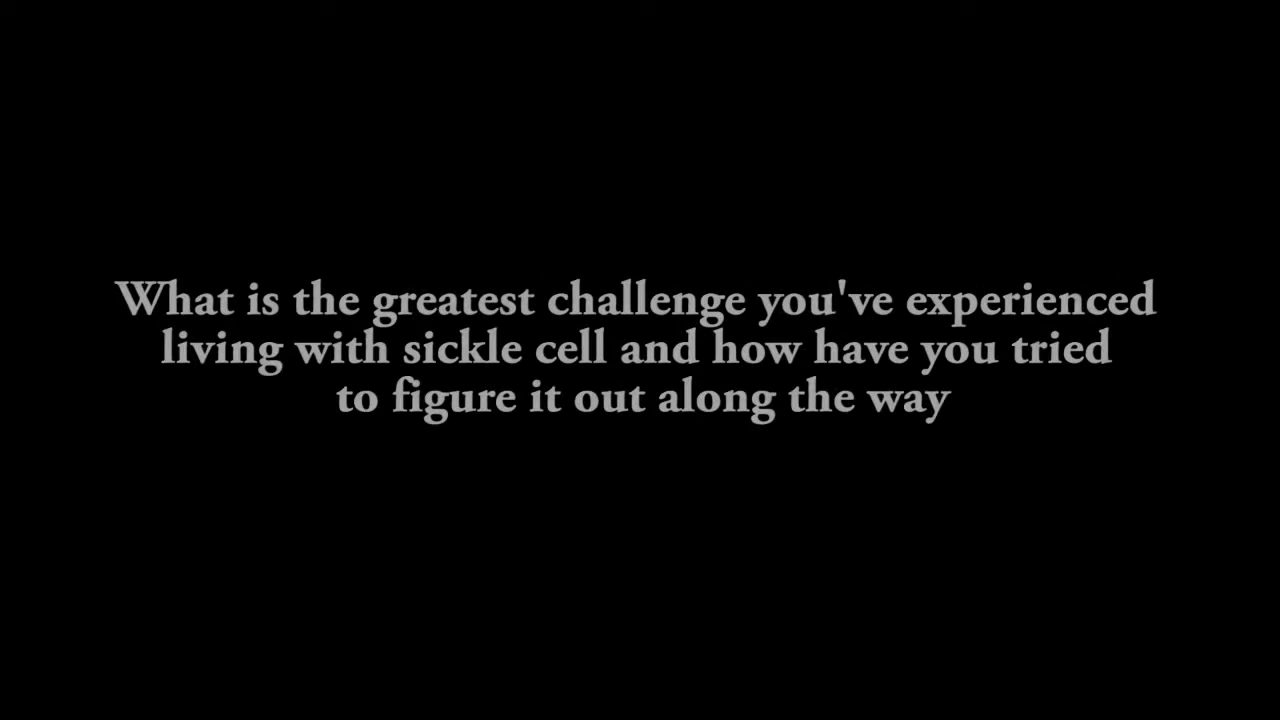 What is the greatest challenge you've experienced
living with sickle cell and how have you tried
to figure it out along the way